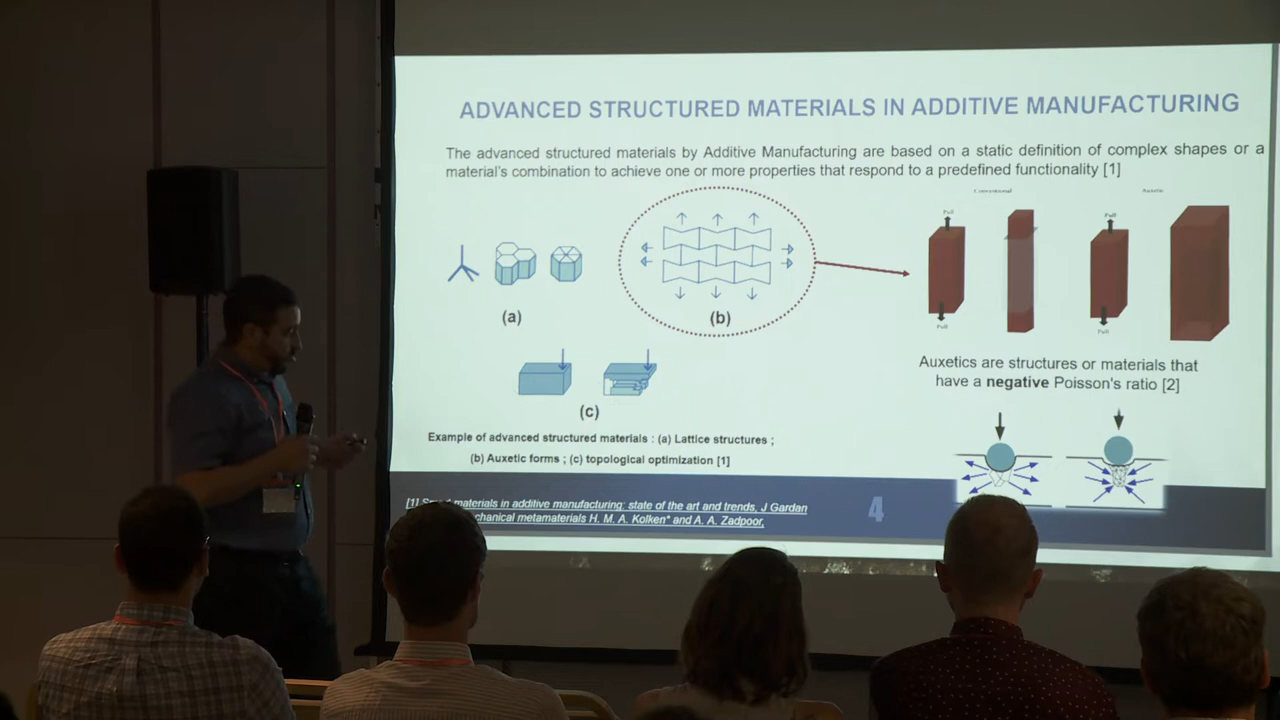 ADVANCED STRUCTURED MATERIALS IN ADDITIVE MANUFACTURING
The advanced structured materials by Additive Manufacturing are based on a static definition of complex shapes or a
material's combination to achieve one or more properties that respond to a predefined functionality [1]
Conventional
Auxetic
Pull
Pull
Pull
Pull
(a)
(b)
(c)
Auxetics are structures or materials that
have a negative Poisson's ratio [2]
Example of advanced structured materials : (a) Lattice structures ;
(b) Auxetic forms ; (c) topological optimization [1]
[1] Smart materials in additive manufacturing: state of the art and trends, J Gardan
metamaterials H. M. A. Kolken* and A. A. Zadpoor,
4